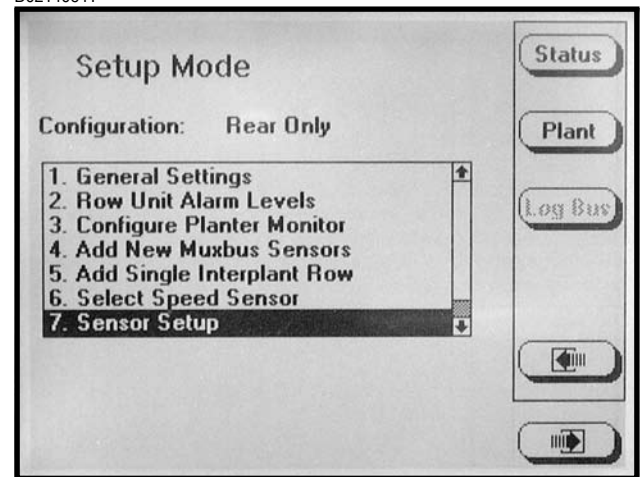 Setup Mode
Configuration: Rear Only
1. General Settings
2. Row Unit Alarm Levels
3. Configure Planter Monitor
4. Add New Muxbus Sensors
5. Add Single Interplant Row
6. Select Speed Sensor
7. Sensor Setup
Status
Plant
Log Bus